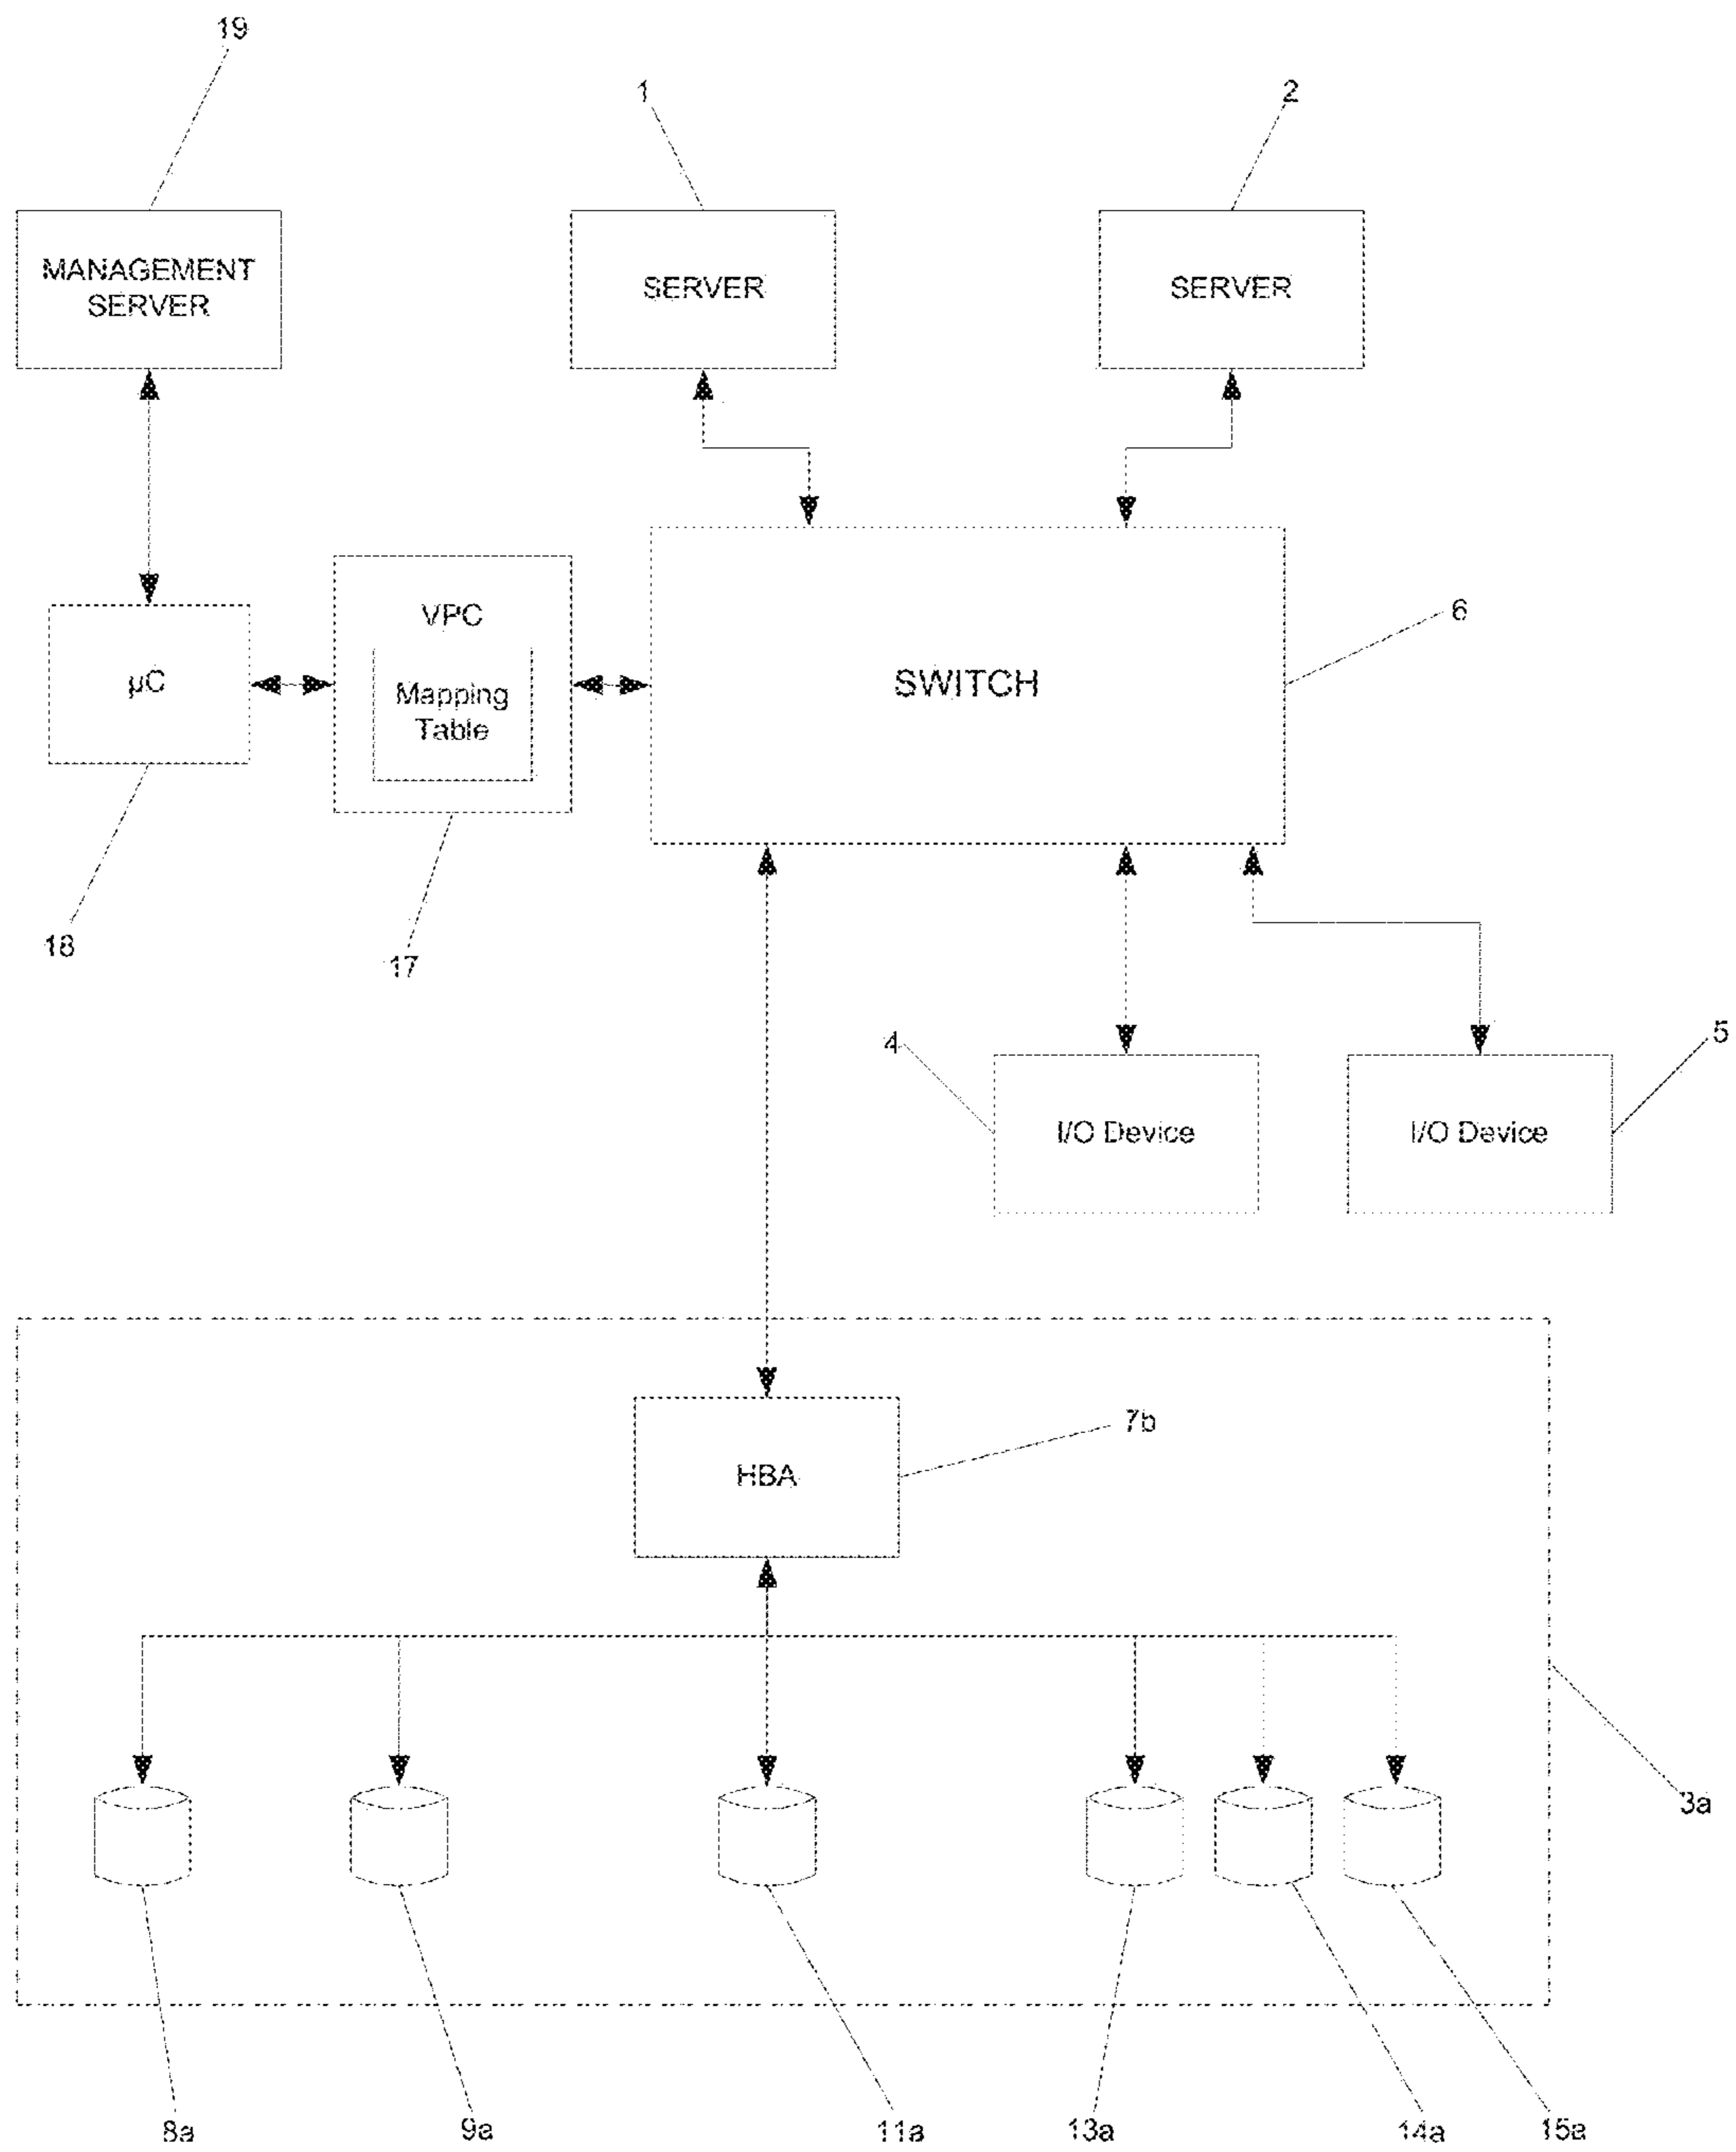 19
1
2
MANAGEMENT
SERVER
SERVER
SERVER
VPC
6
µC
Mapping
Table
SWITCH
18
17
4
5
I/O Device
I/O Device
7b
HBA
3a
8a
9a
11a
13a
14a
15a